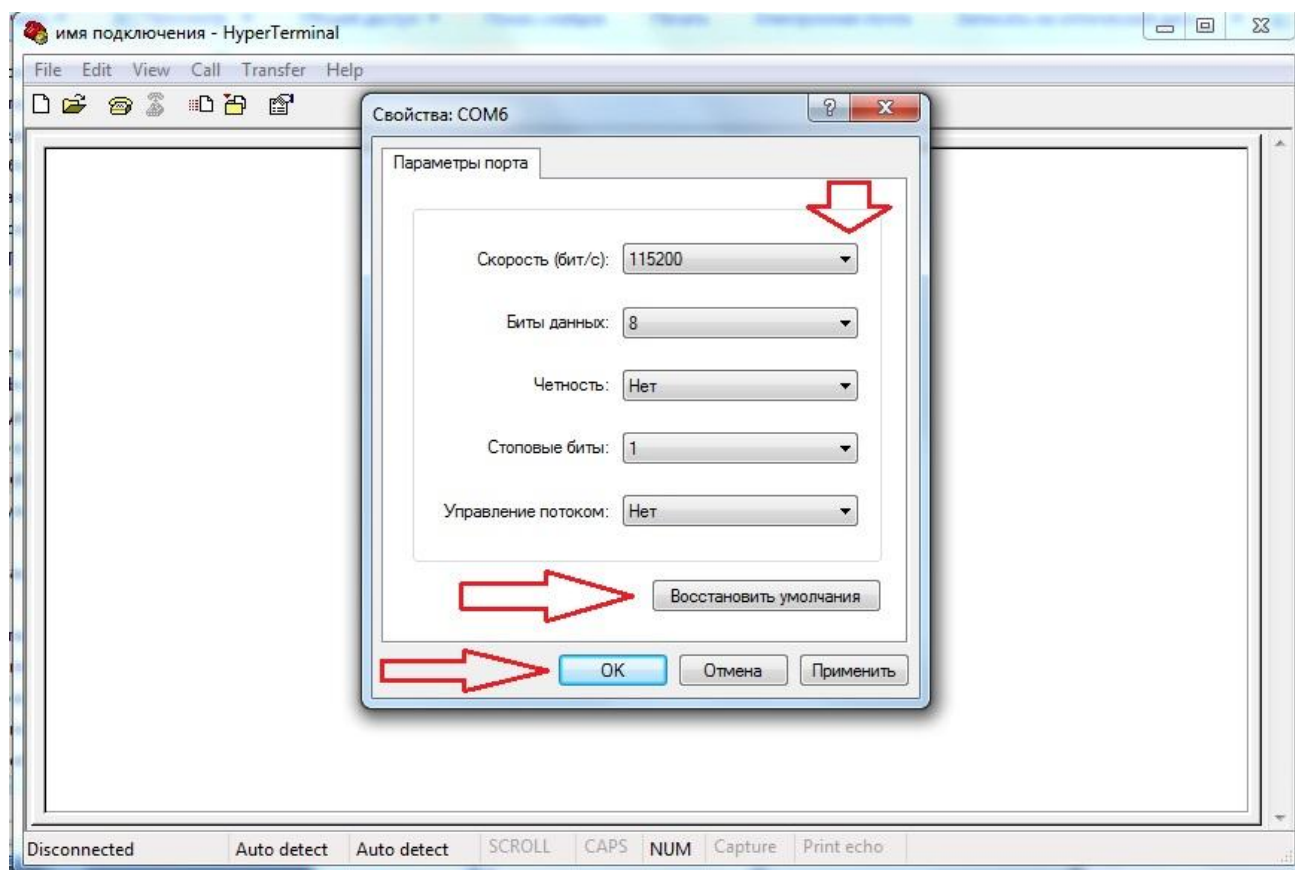 имя подключения - HyperTerminal
File Edit View Call Transfer Help
Свойства: COM6
Параметры порта
Скорость (бит/с): 115200
Биты данных: 8
Четность: Нет
Стоповые биты: 1
Управление потоком: Нет
Восстановить умолчания
OK Отмена Применить
Disconnected Auto detect Auto detect SCROLL CAPS NUM Capture Print echo